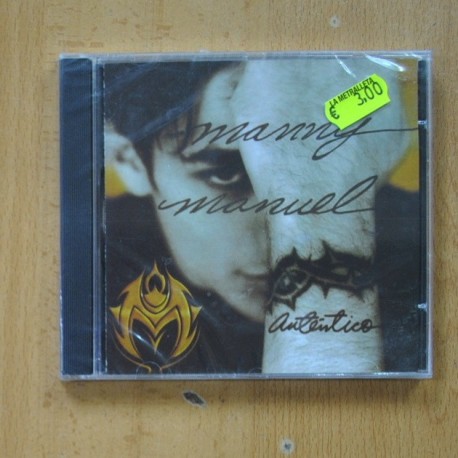 LA METRALLETA
€ 3,00
manny
manuel
auténtico